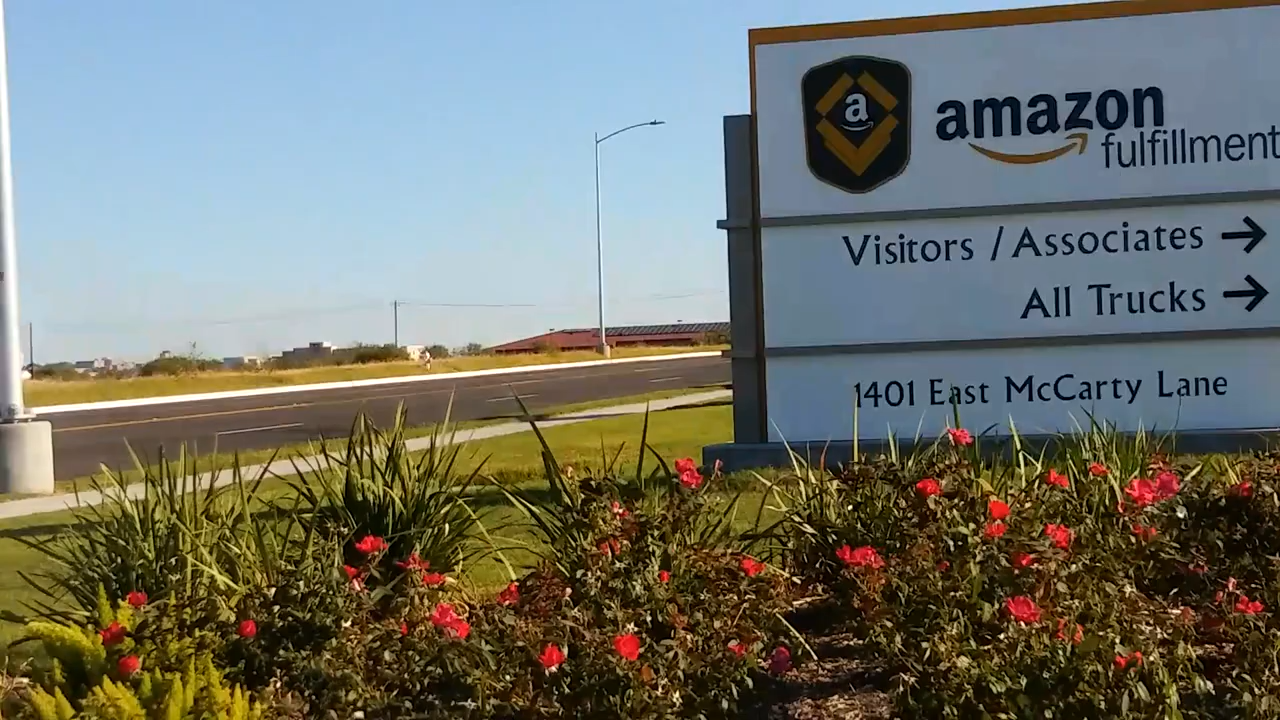 a
amazon
fulfillment
Visitors / Associates →
All Trucks →
1401 East McCarty Lane